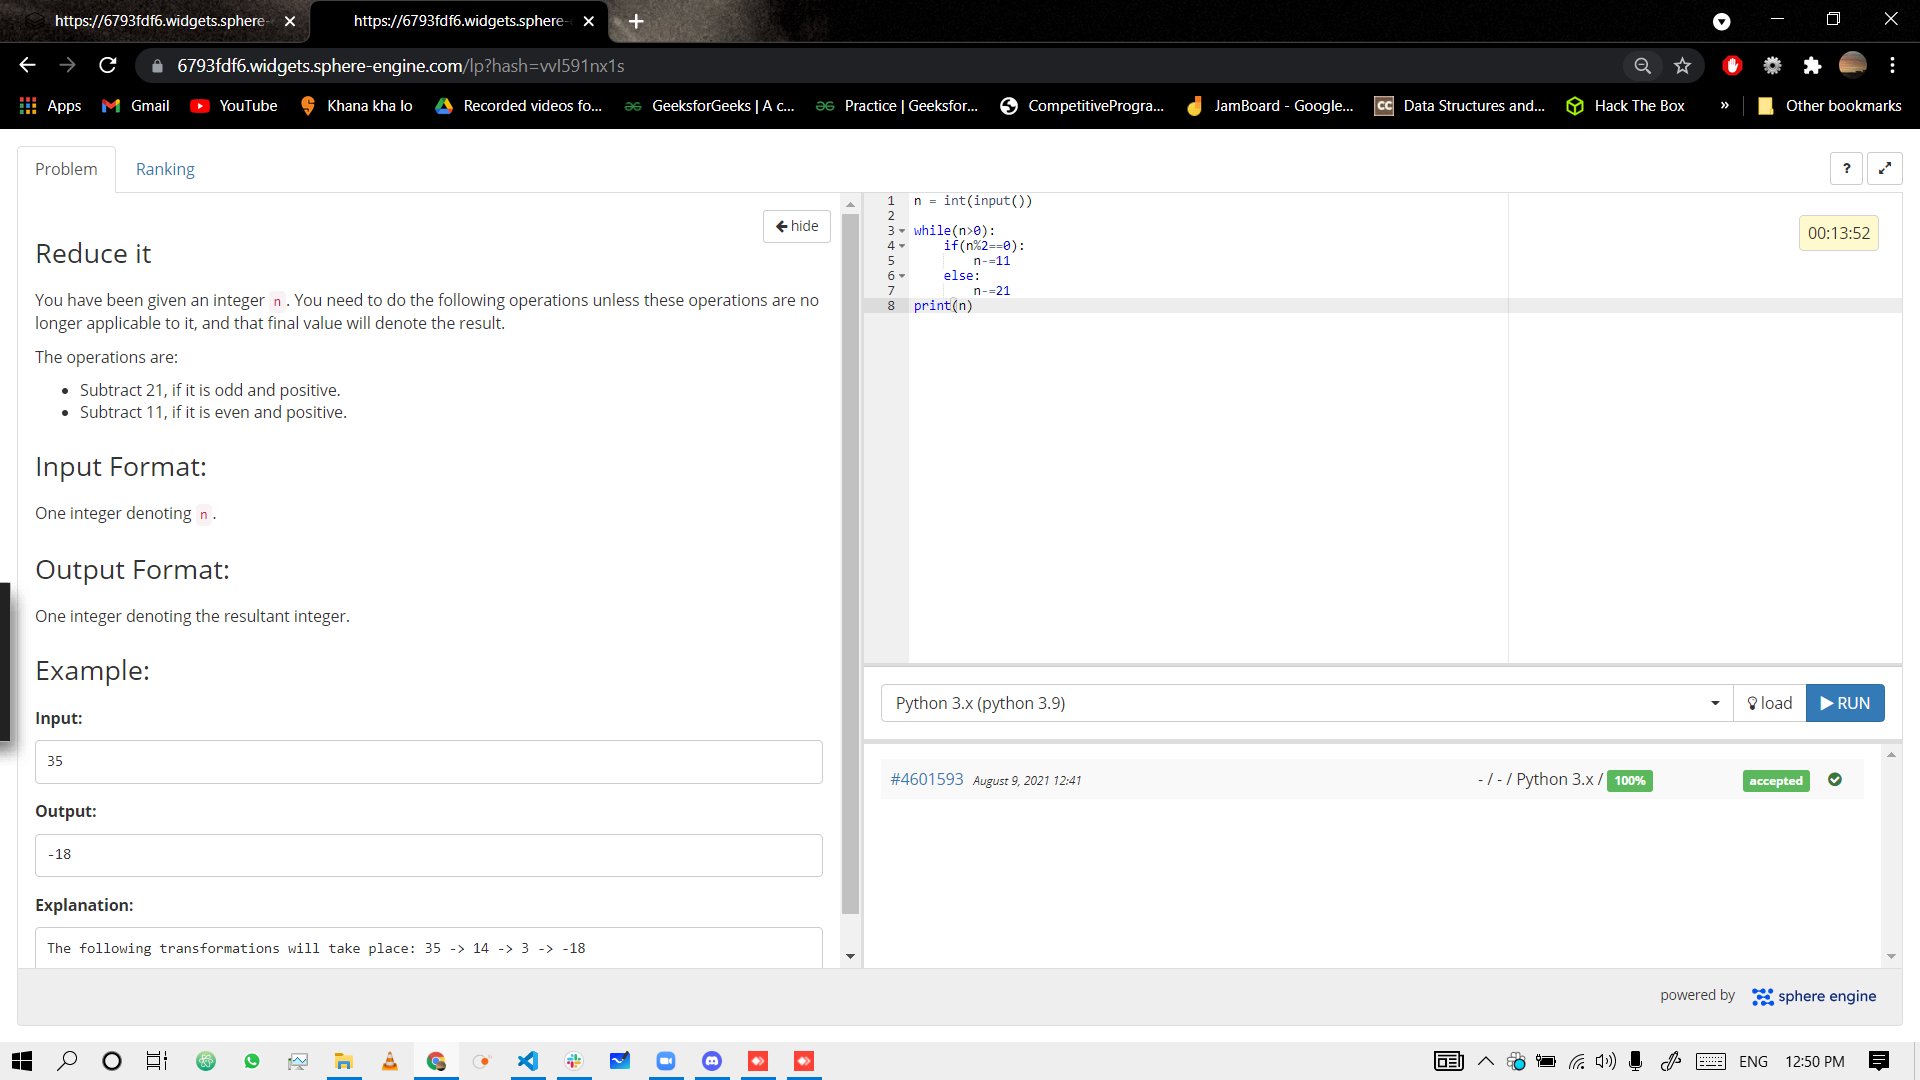 https://6793fdf6.widgets.sphere-
https://6793fdf6.widgets.sphere-
6793fdf6.widgets.sphere-engine.com/lp?hash=vvI591nx1s
Apps
Gmail
YouTube
Khana kha lo
Recorded videos fo...
GeeksforGeeks | A c...
Practice | Geeksfor...
CompetitivePrograa...
JamBoard - Google...
Data Structures and...
Hack The Box
»
Other bookmarks
Problem
Ranking
?
hide
Reduce it
You have been given an integer n . You need to do the following operations unless these operations are no
longer applicable to it, and that final value will denote the result.
The operations are:
• Subtract 21, if it is odd and positive.
• Subtract 11, if it is even and positive.
Input Format:
One integer denoting n .
Output Format:
One integer denoting the resultant integer.
Example:
Input:
35
Output:
-18
Explanation:
The following transformations will take place: 35 -> 14 -> 3 -> -18
1 n = int(input())
2
3 while(n>0):
4     if(n%2==0):
5         n-=11
6     else:
7         n-=21
8 print(n)
00:13:52
Python 3.x (python 3.9)
load
RUN
#4601593 August 9, 2021 12:41
- / - / Python 3.x / 100%
accepted
powered by sphere engine
ENG
12:50 PM